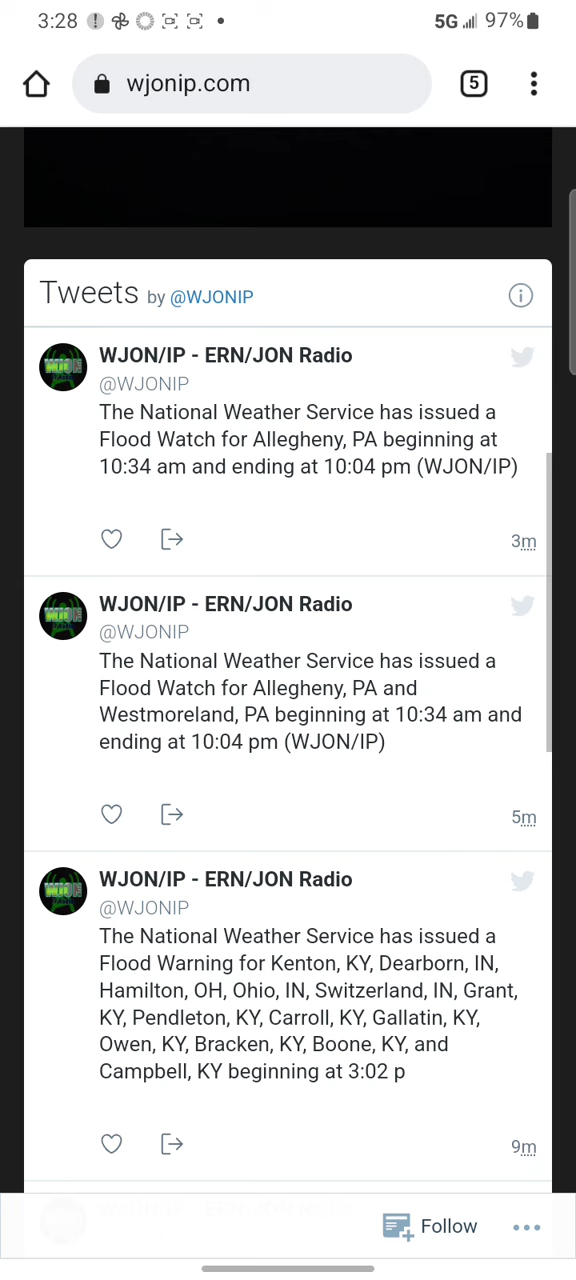 3:28
5G 97%
wjonip.com
5
Tweets by @WJONIP
WJON/IP - ERN/JON Radio
@WJONIP
The National Weather Service has issued a
Flood Watch for Allegheny, PA beginning at
10:34 am and ending at 10:04 pm (WJON/IP)
3m
WJON/IP - ERN/JON Radio
@WJONIP
The National Weather Service has issued a
Flood Watch for Allegheny, PA and
Westmoreland, PA beginning at 10:34 am and
ending at 10:04 pm (WJON/IP)
5m
WJON/IP - ERN/JON Radio
@WJONIP
The National Weather Service has issued a
Flood Warning for Kenton, KY, Dearborn, IN,
Hamilton, OH, Ohio, IN, Switzerland, IN, Grant,
KY, Pendleton, KY, Carroll, KY, Gallatin, KY,
Owen, KY, Bracken, KY, Boone, KY, and
Campbell, KY beginning at 3:02 p
9m
Follow